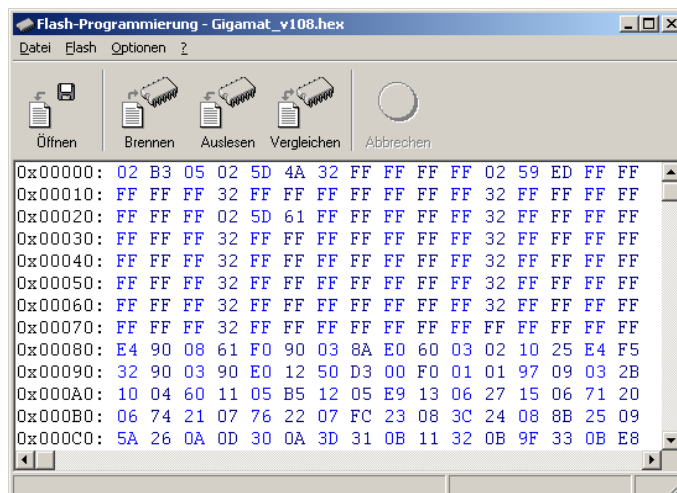 Flash-Programmierung - Gigamat_v108.hex
Datei Flash Optionen ?
Öffnen Brennen Auslesen Vergleichen Abbrechen
0x00000: 02 B3 05 02 5D 4A 32 FF FF FF FF 02 59 ED FF FF
0x00010: FF FF FF 32 FF FF FF FF FF FF FF 32 FF FF FF FF
0x00020: FF FF FF 02 5D 61 FF FF FF FF FF 32 FF FF FF FF
0x00030: FF FF FF 32 FF FF FF FF FF FF FF 32 FF FF FF FF
0x00040: FF FF FF 32 FF FF FF FF FF FF FF 32 FF FF FF FF
0x00050: FF FF FF 32 FF FF FF FF FF FF FF 32 FF FF FF FF
0x00060: FF FF FF 32 FF FF FF FF FF FF FF 32 FF FF FF FF
0x00070: FF FF FF 32 FF FF FF FF FF FF FF FF FF FF FF FF
0x00080: E4 90 08 61 F0 90 03 8A E0 60 03 02 10 25 E4 F5
0x00090: 32 90 03 90 E0 12 50 D3 00 F0 01 01 97 09 03 2B
0x000A0: 10 04 60 11 05 B5 12 05 E9 13 06 27 15 06 71 20
0x000B0: 06 74 21 07 76 22 07 FC 23 08 3C 24 08 8B 25 09
0x000C0: 5A 26 0A 0D 30 0A 3D 31 0B 11 32 0B 9F 33 0B E8